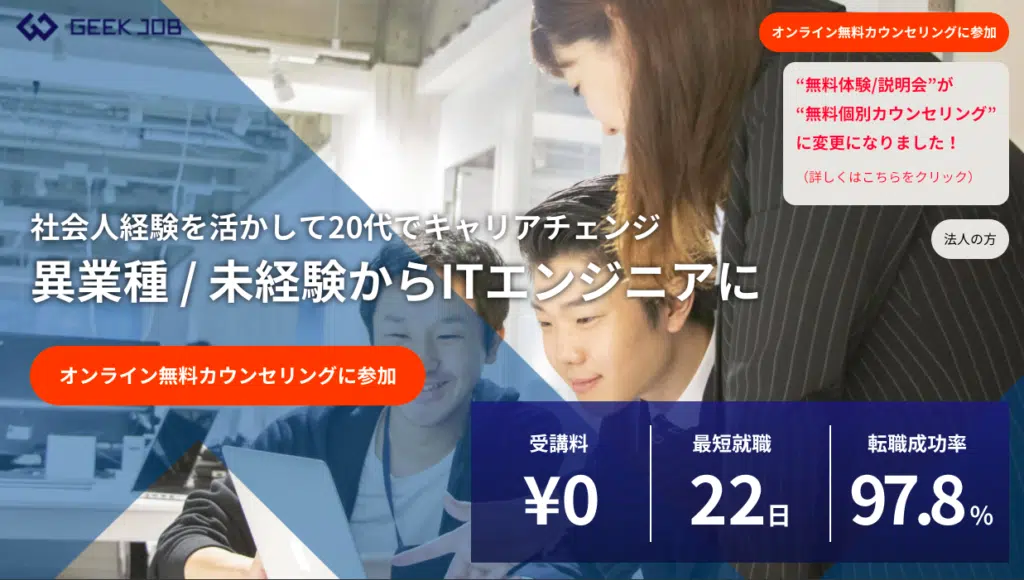 GEEK JOB
オンライン無料カウンセリングに参加
“無料体験/説明会”が
“無料個別カウンセリング”
に変更になりました！
（詳しくはこちらをクリック）
法人の方
社会人経験を活かして20代でキャリアチェンジ
異業種 / 未経験からITエンジニアに
オンライン無料カウンセリングに参加
受講料
¥0
最短就職
22日
転職成功率
97.8%